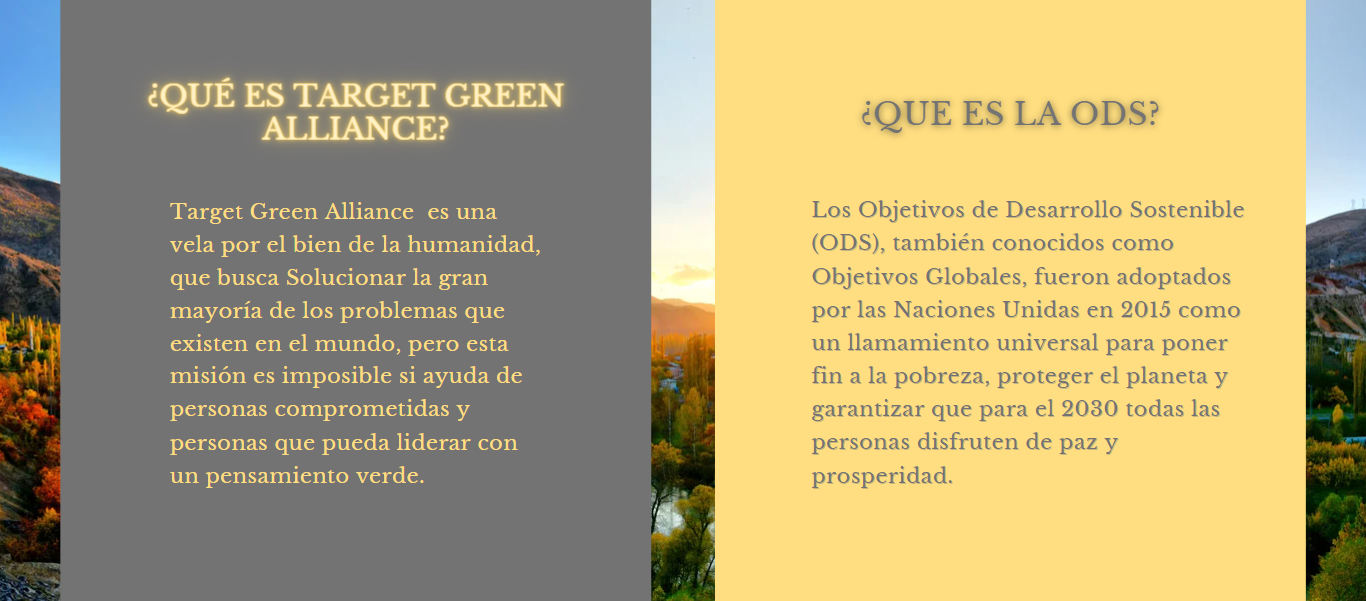 ¿QUÉ ES TARGET GREEN
ALLIANCE?
Target Green Alliance  es una
vela por el bien de la humanidad,
que busca Solucionar la gran
mayoría de los problemas que
existen en el mundo, pero esta
misión es imposible si ayuda de
personas comprometidas y
personas que pueda liderar con
un pensamiento verde.
¿QUE ES LA ODS?
Los Objetivos de Desarrollo Sostenible
(ODS), también conocidos como
Objetivos Globales, fueron adoptados
por las Naciones Unidas en 2015 como
un llamamiento universal para poner
fin a la pobreza, proteger el planeta y
garantizar que para el 2030 todas las
personas disfruten de paz y
prosperidad.